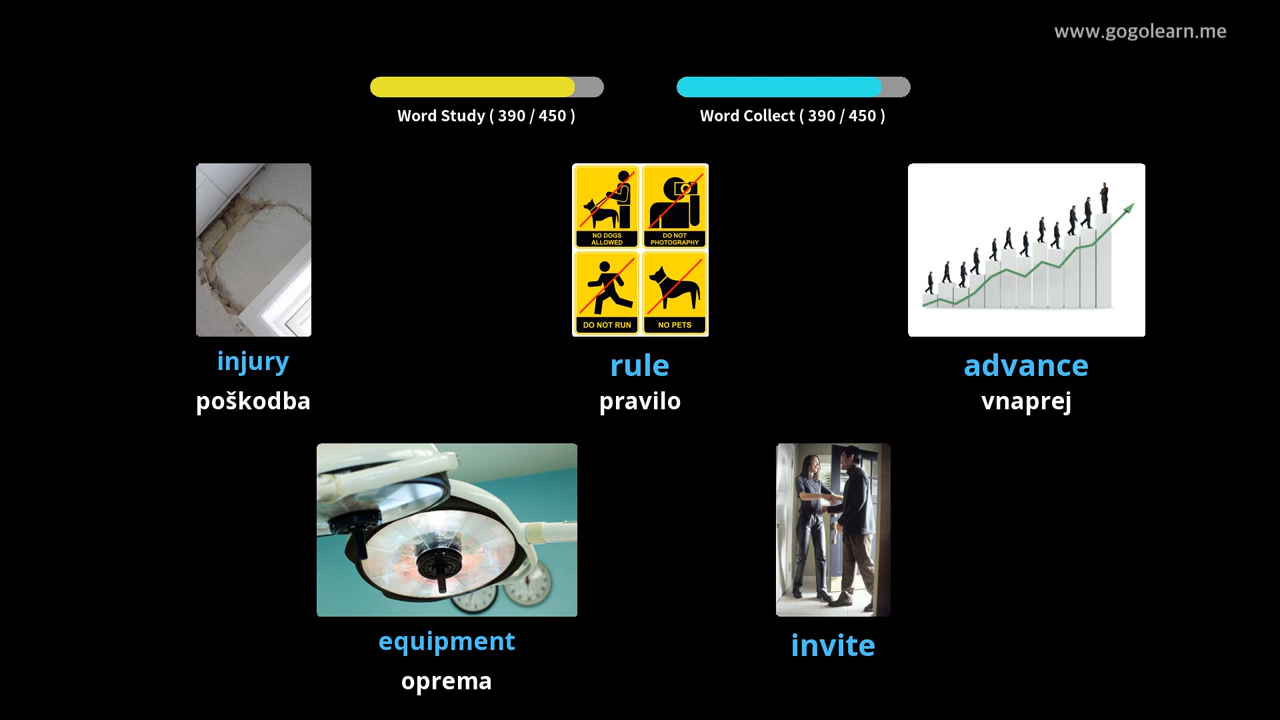 www.gogolearn.me
Word Study ( 390 / 450 )
Word Collect ( 390 / 450 )
NO DOGS
ALLOWED
DO NOT
PHOTOGRAPHY
DO NOT RUN
NO PETS
injury
rule
advance
poškodba
pravilo
vnaprej
equipment
invite
oprema